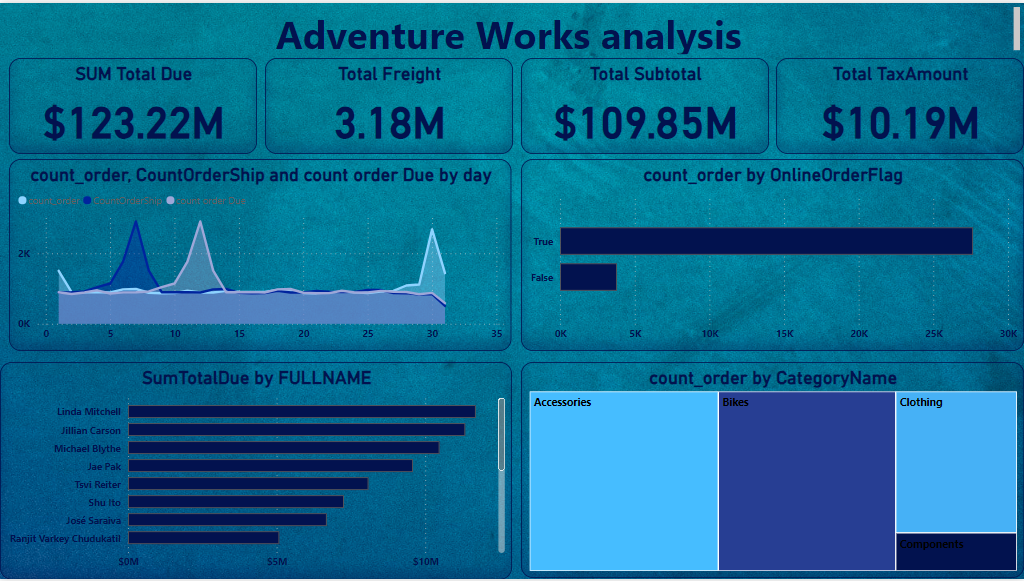 Adventure Works analysis
SUM Total Due
$123.22M
Total Freight
3.18M
Total Subtotal
$109.85M
Total TaxAmount
$10.19M
count_order, CountOrderShip and count order Due by day
count_order CountOrderShip count order Due
2K
0K
0 5 10 15 20 25 30 35
count_order by OnlineOrderFlag
True
False
0K 5K 10K 15K 20K 25K 30K
SumTotalDue by FULLNAME
Linda Mitchell
Jillian Carson
Michael Blythe
Jae Pak
Tsvi Reiter
Shu Ito
José Saraiva
Ranjit Varkey Chudukatil
$0M $5M $10M
count_order by CategoryName
Accessories
Bikes
Clothing
Components